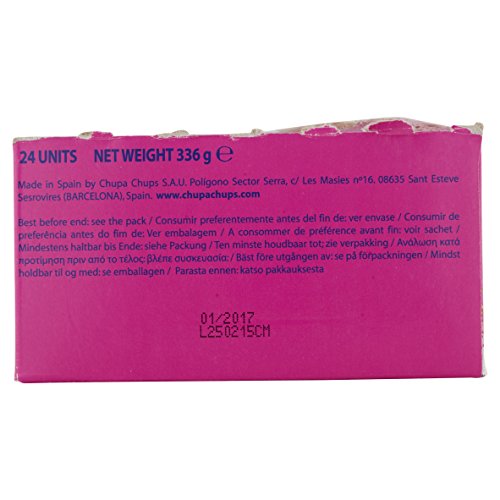 24 UNITS NET WEIGHT 336 g ℮
Made in Spain by Chupa Chups S.A.U. Polígono Sector Serra, c/ Les Masies nº16. 08635 Sant Esteve
Sesrovires (BARCELONA), Spain. www.chupachups.com
Best before end: see the pack / Consumir preferentemente antes del fin de: ver envase / Consumir de
preferência antes do fim de: Ver embalagem / A consommer de préférence avant fin: voir sachet /
Mindestens haltbar bis Ende: siehe Packung / Ten minste houdbaar tot: zie verpakking / Ανάλωση κατά
προτίμηση πριν από το τέλος: βλέπε συσκευασία / Bäst före utgången av: se på förpackningen / Mindst
holdbar til og med: se emballagen / Parasta ennen: katso pakkauksesta
01/2017
L250215CM